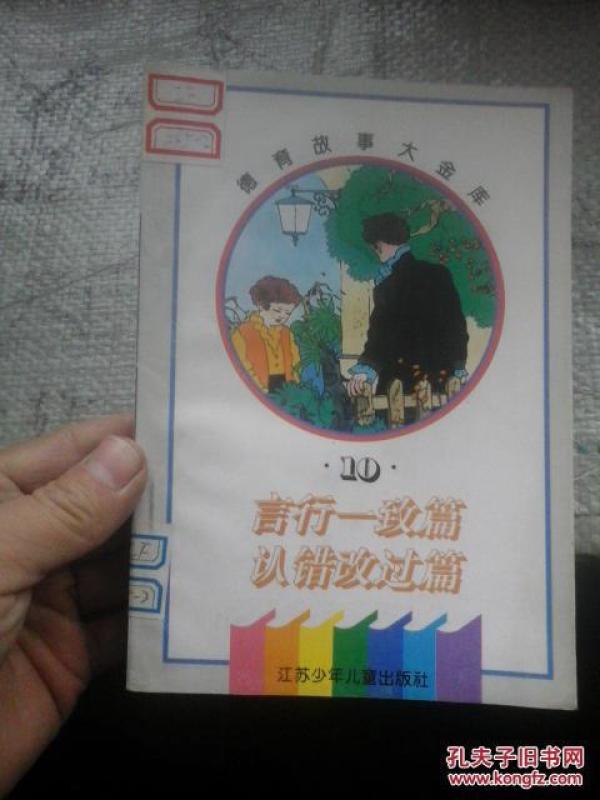 德育故事大金库
·10·
言行一致篇
认错改过篇
江苏少年儿童出版社
孔夫子旧书网
www.kongfz.com